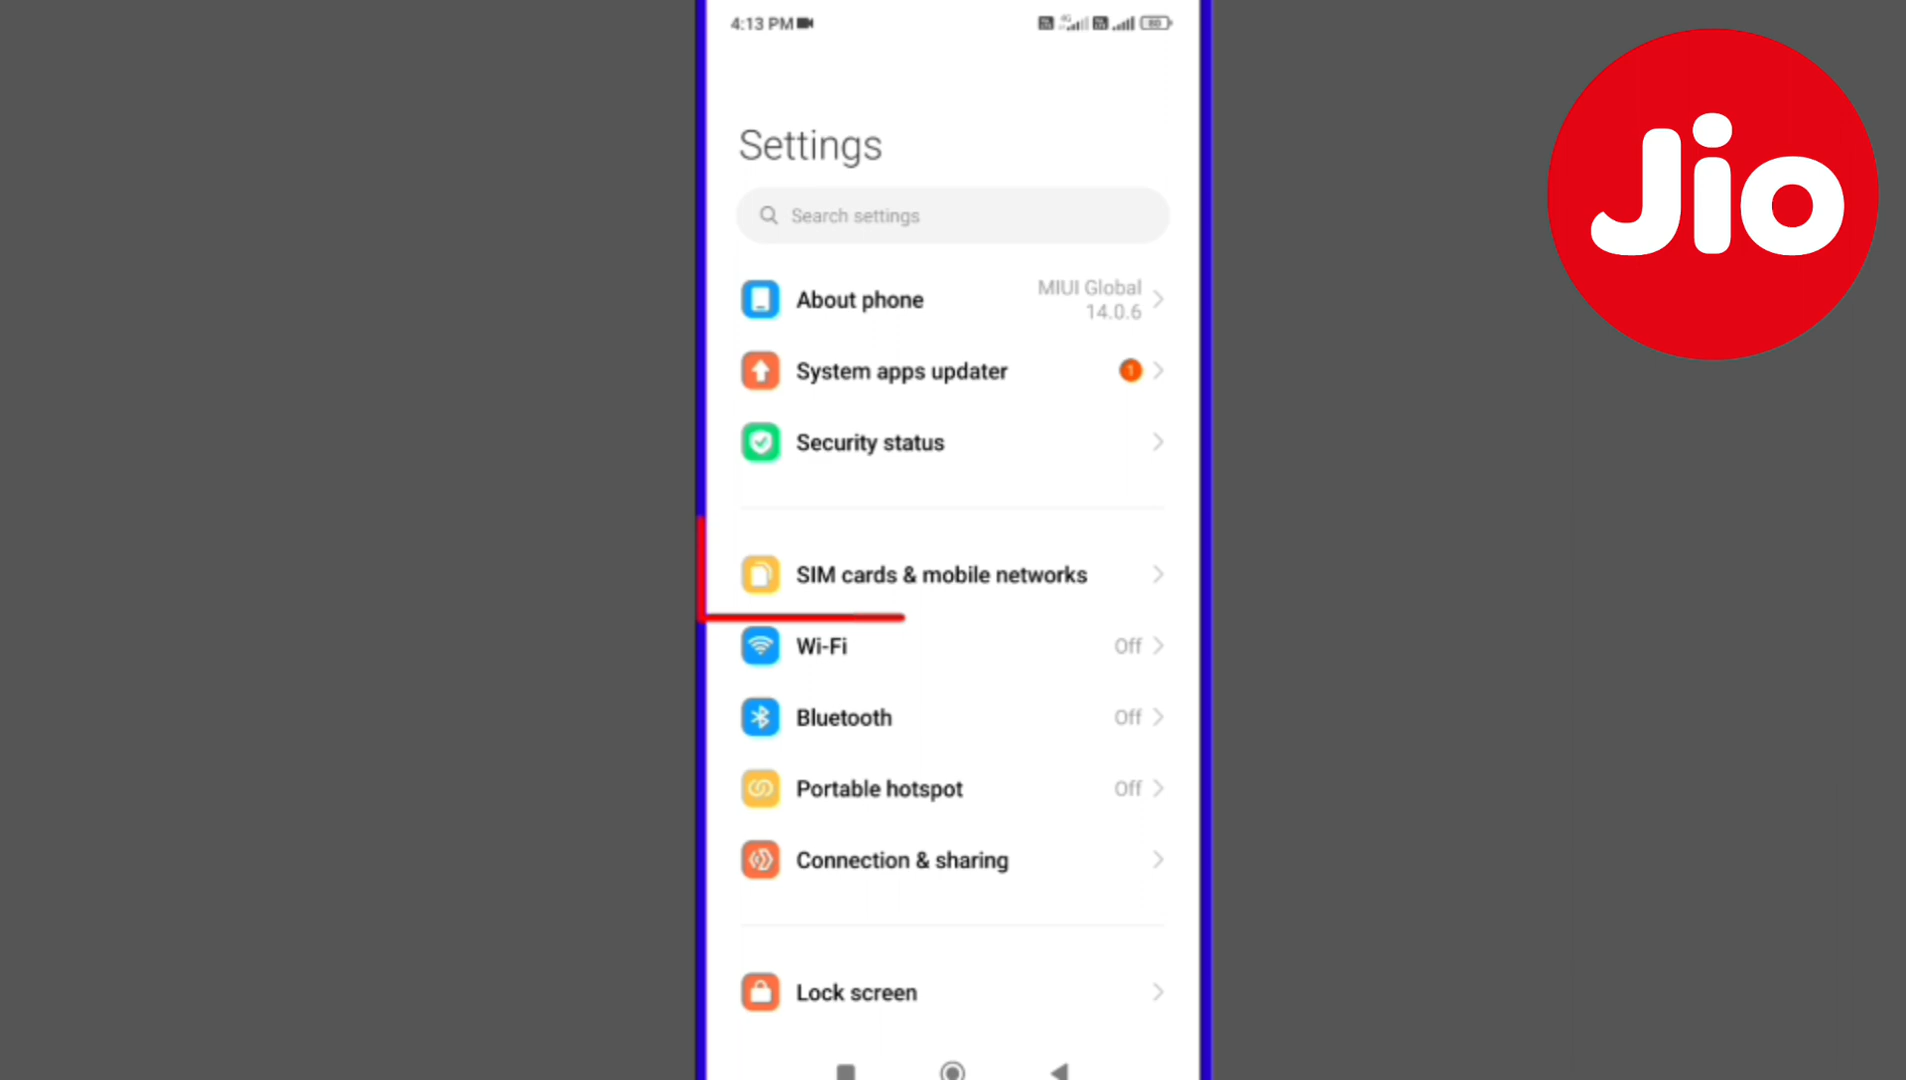 4:13 PM
80
Jio
Settings
Search settings
About phone
MIUI Global
14.0.6
System apps updater
1
Security status
SIM cards & mobile networks
Wi-Fi
Off
Bluetooth
Off
Portable hotspot
Off
Connection & sharing
Lock screen